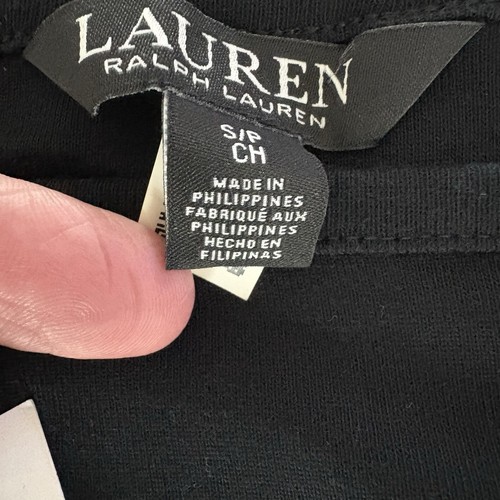 LAUREN
RALPH LAUREN
S/P
CH
MADE IN
PHILIPPINES
FABRIQUÉ AUX
PHILIPPINES
HECHO EN
FILIPINAS